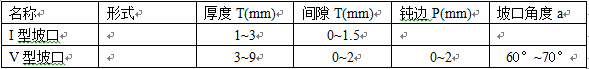 名称 形式 厚度 T(mm) 间隙 T(mm) 钝边 P(mm) 坡口角度 a
I 型坡口 1~3 0~1.5
V 型坡口 3~9 0~2 0~2 60°~70°